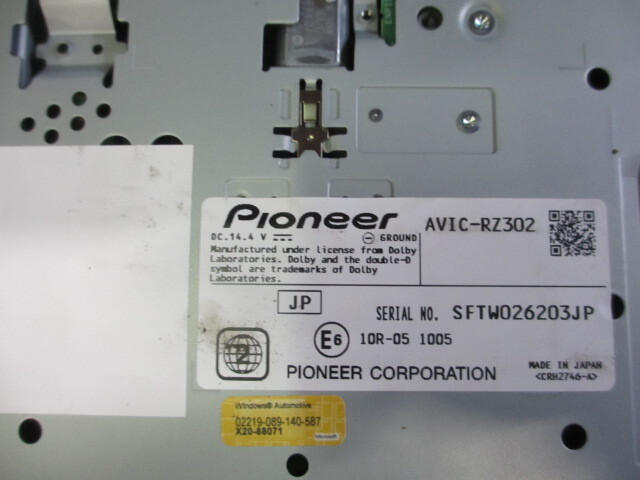 Pioneer
AVIC-RZ302
DC.14.4 V GROUND
Manufactured under license from Dolby
Laboratories. Dolby and the double-D
symbol are trademarks of Dolby
Laboratories.
JP
SERIAL NO. SFTW026203JP
2
E6 10R-05 1005
MADE IN JAPAN
PIONEER CORPORATION <CRH2746-A>
Windows® Automotive
02219-089-140-587
X20-88071
Microsoft